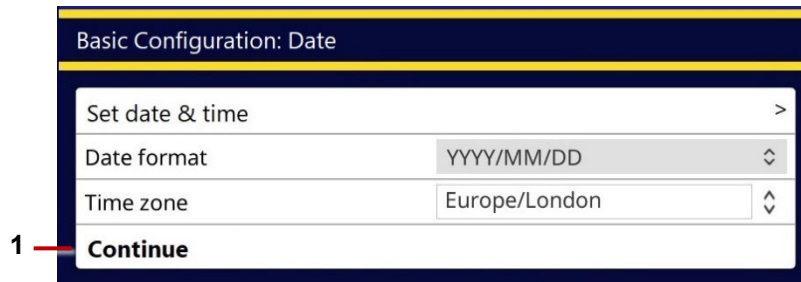 Basic Configuration: Date
Set date & time >
Date format YYYY/MM/DD
Time zone Europe/London
1 Continue